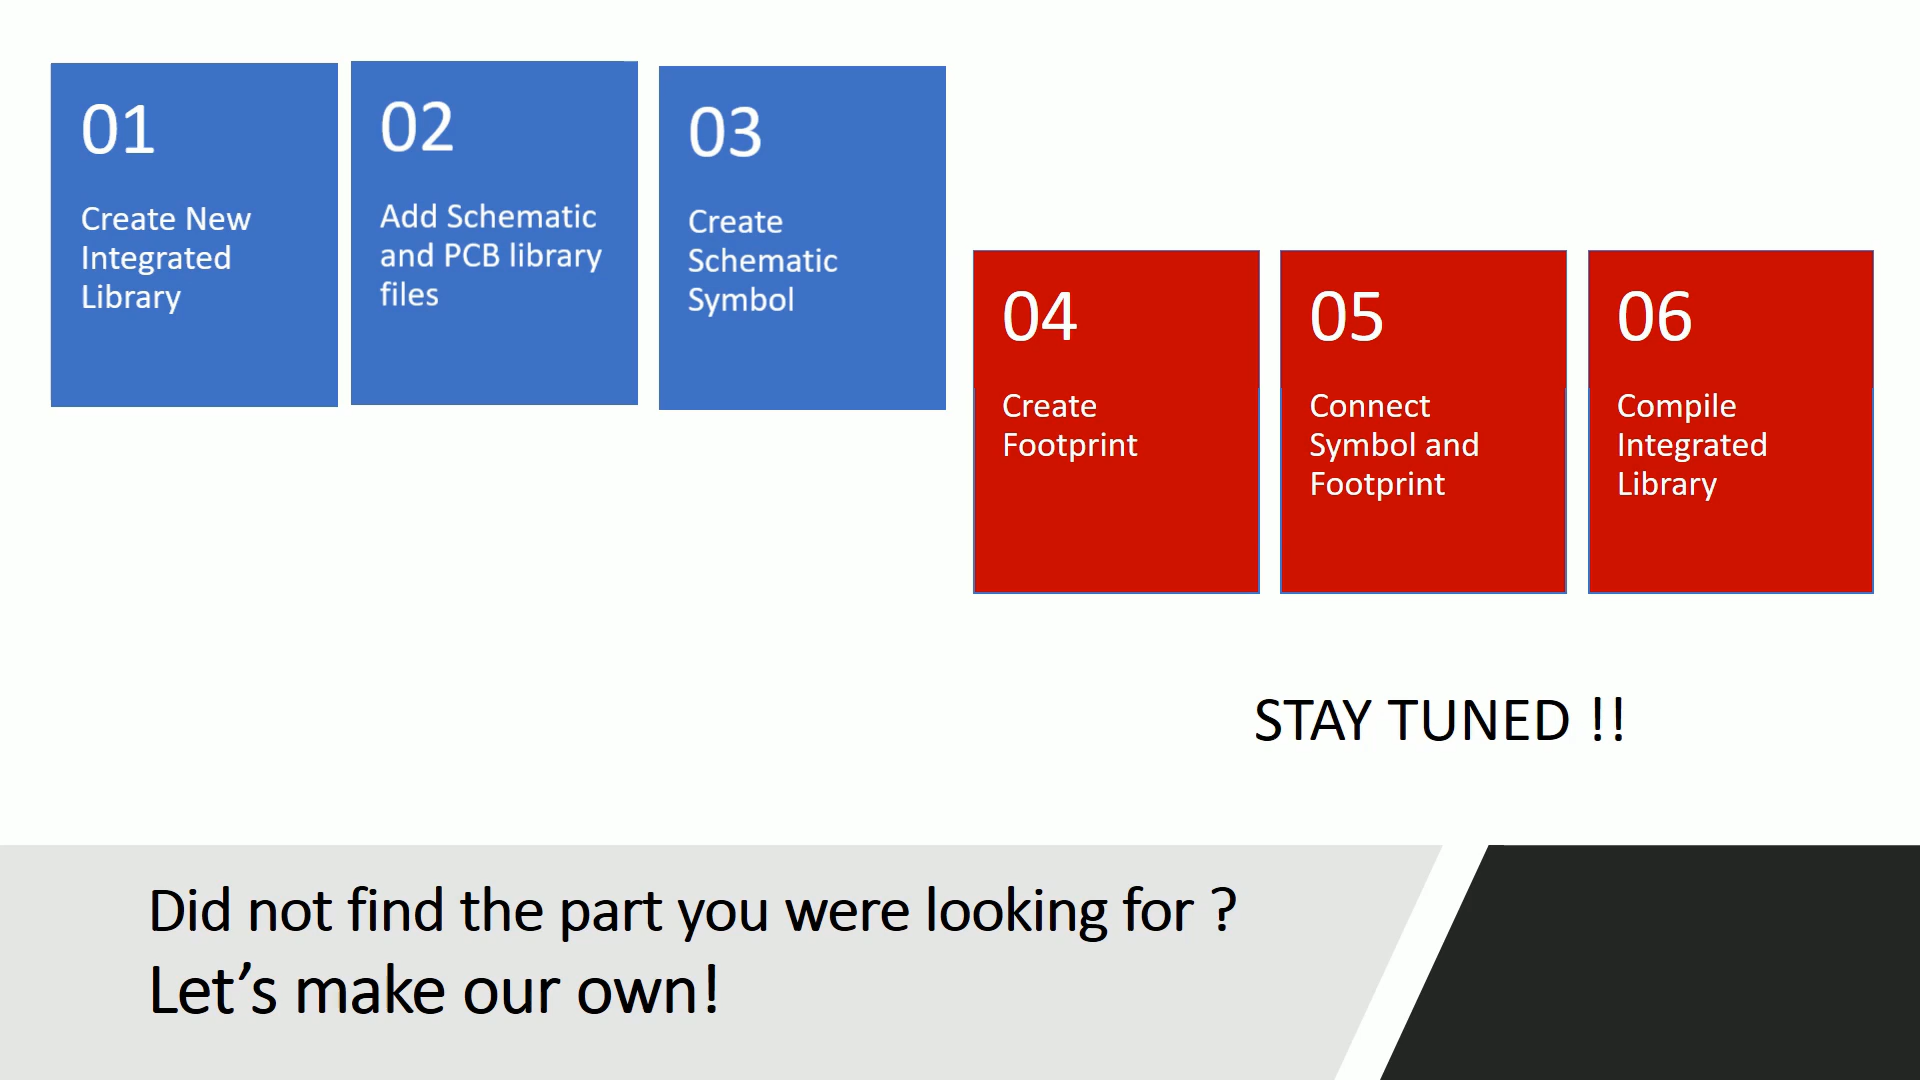 01
Create New
Integrated
Library
02
Add Schematic
and PCB library
files
03
Create
Schematic
Symbol
04
Create
Footprint
05
Connect
Symbol and
Footprint
06
Compile
Integrated
Library
STAY TUNED !!
Did not find the part you were looking for ?
Let’s make our own!